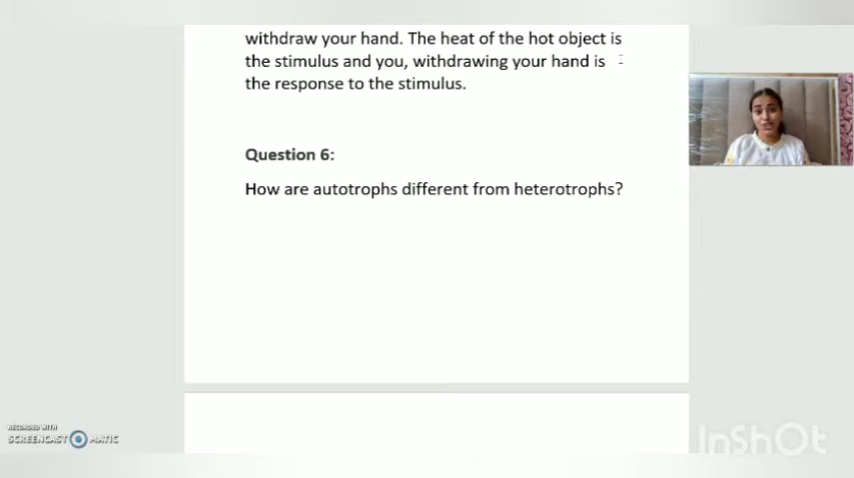 withdraw your hand. The heat of the hot object is
the stimulus and you, withdrawing your hand is
the response to the stimulus.
Question 6:
How are autotrophs different from heterotrophs?
RECORDED WITH
SCREENCAST MATIC
InShOt